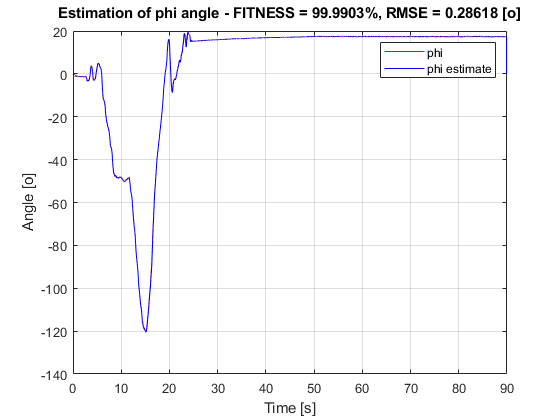 Estimation of phi angle - FITNESS = 99.9903%, RMSE = 0.28618 [o]
phi
phi estimate
Angle [o]
20
0
-20
-40
-60
-80
-100
-120
-140
0 10 20 30 40 50 60 70 80 90
Time [s]